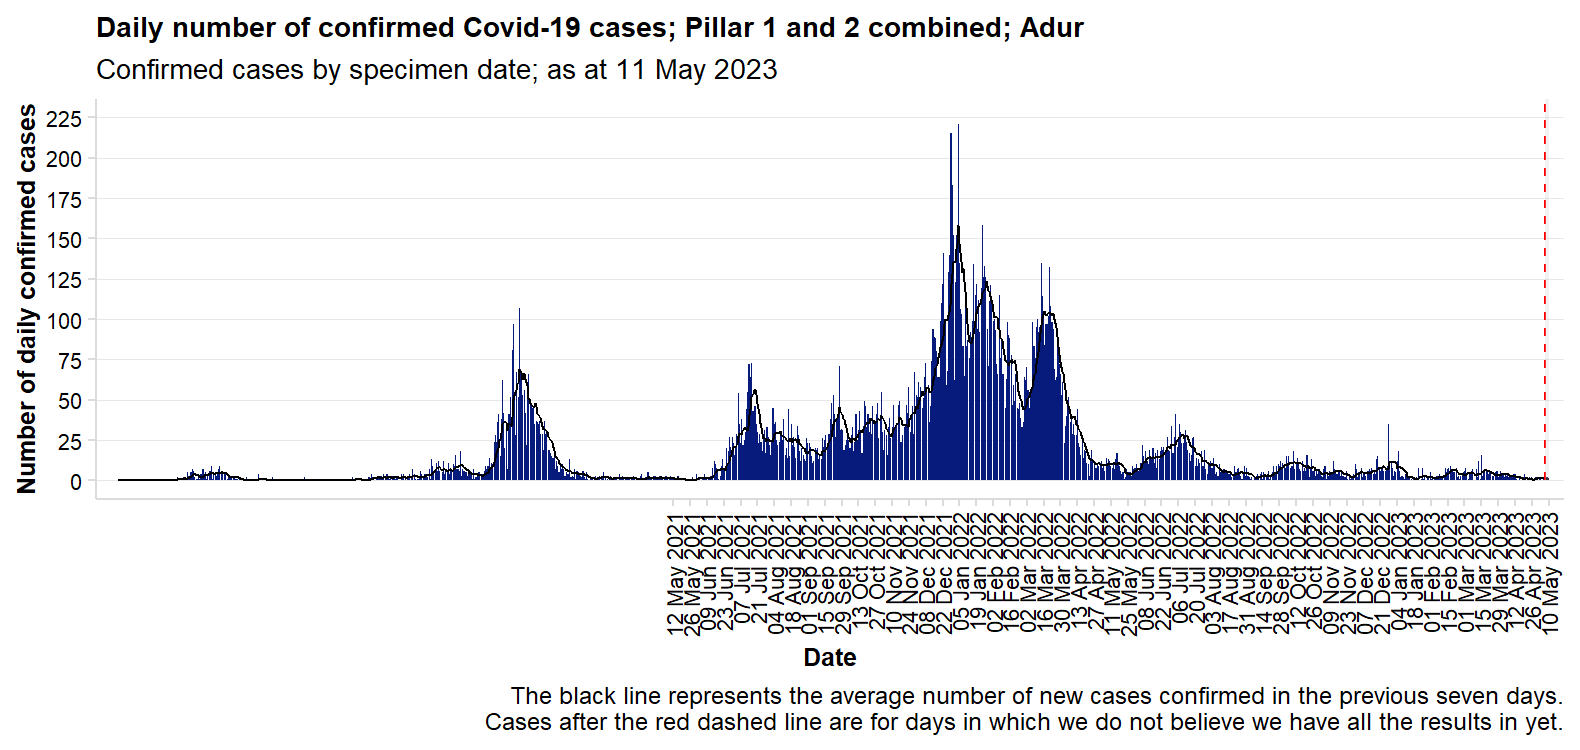 Daily number of confirmed Covid-19 cases; Pillar 1 and 2 combined; Adur
Confirmed cases by specimen date; as at 11 May 2023
Number of daily confirmed cases
225
200
175
150
125
100
75
50
25
0
12 May 2021
26 May 2021
09 Jun 2021
23 Jun 2021
07 Jul 2021
21 Jul 2021
04 Aug 2021
18 Aug 2021
01 Sep 2021
15 Sep 2021
29 Sep 2021
13 Oct 2021
27 Oct 2021
10 Nov 2021
24 Nov 2021
08 Dec 2021
22 Dec 2021
05 Jan 2022
19 Jan 2022
02 Feb 2022
16 Feb 2022
02 Mar 2022
16 Mar 2022
30 Mar 2022
13 Apr 2022
27 Apr 2022
11 May 2022
25 May 2022
08 Jun 2022
22 Jun 2022
06 Jul 2022
20 Jul 2022
03 Aug 2022
17 Aug 2022
31 Aug 2022
14 Sep 2022
28 Sep 2022
12 Oct 2022
26 Oct 2022
09 Nov 2022
23 Nov 2022
07 Dec 2022
21 Dec 2022
04 Jan 2023
18 Jan 2023
01 Feb 2023
15 Feb 2023
01 Mar 2023
15 Mar 2023
29 Mar 2023
12 Apr 2023
26 Apr 2023
10 May 2023
Date
The black line represents the average number of new cases confirmed in the previous seven days.
Cases after the red dashed line are for days in which we do not believe we have all the results in yet.